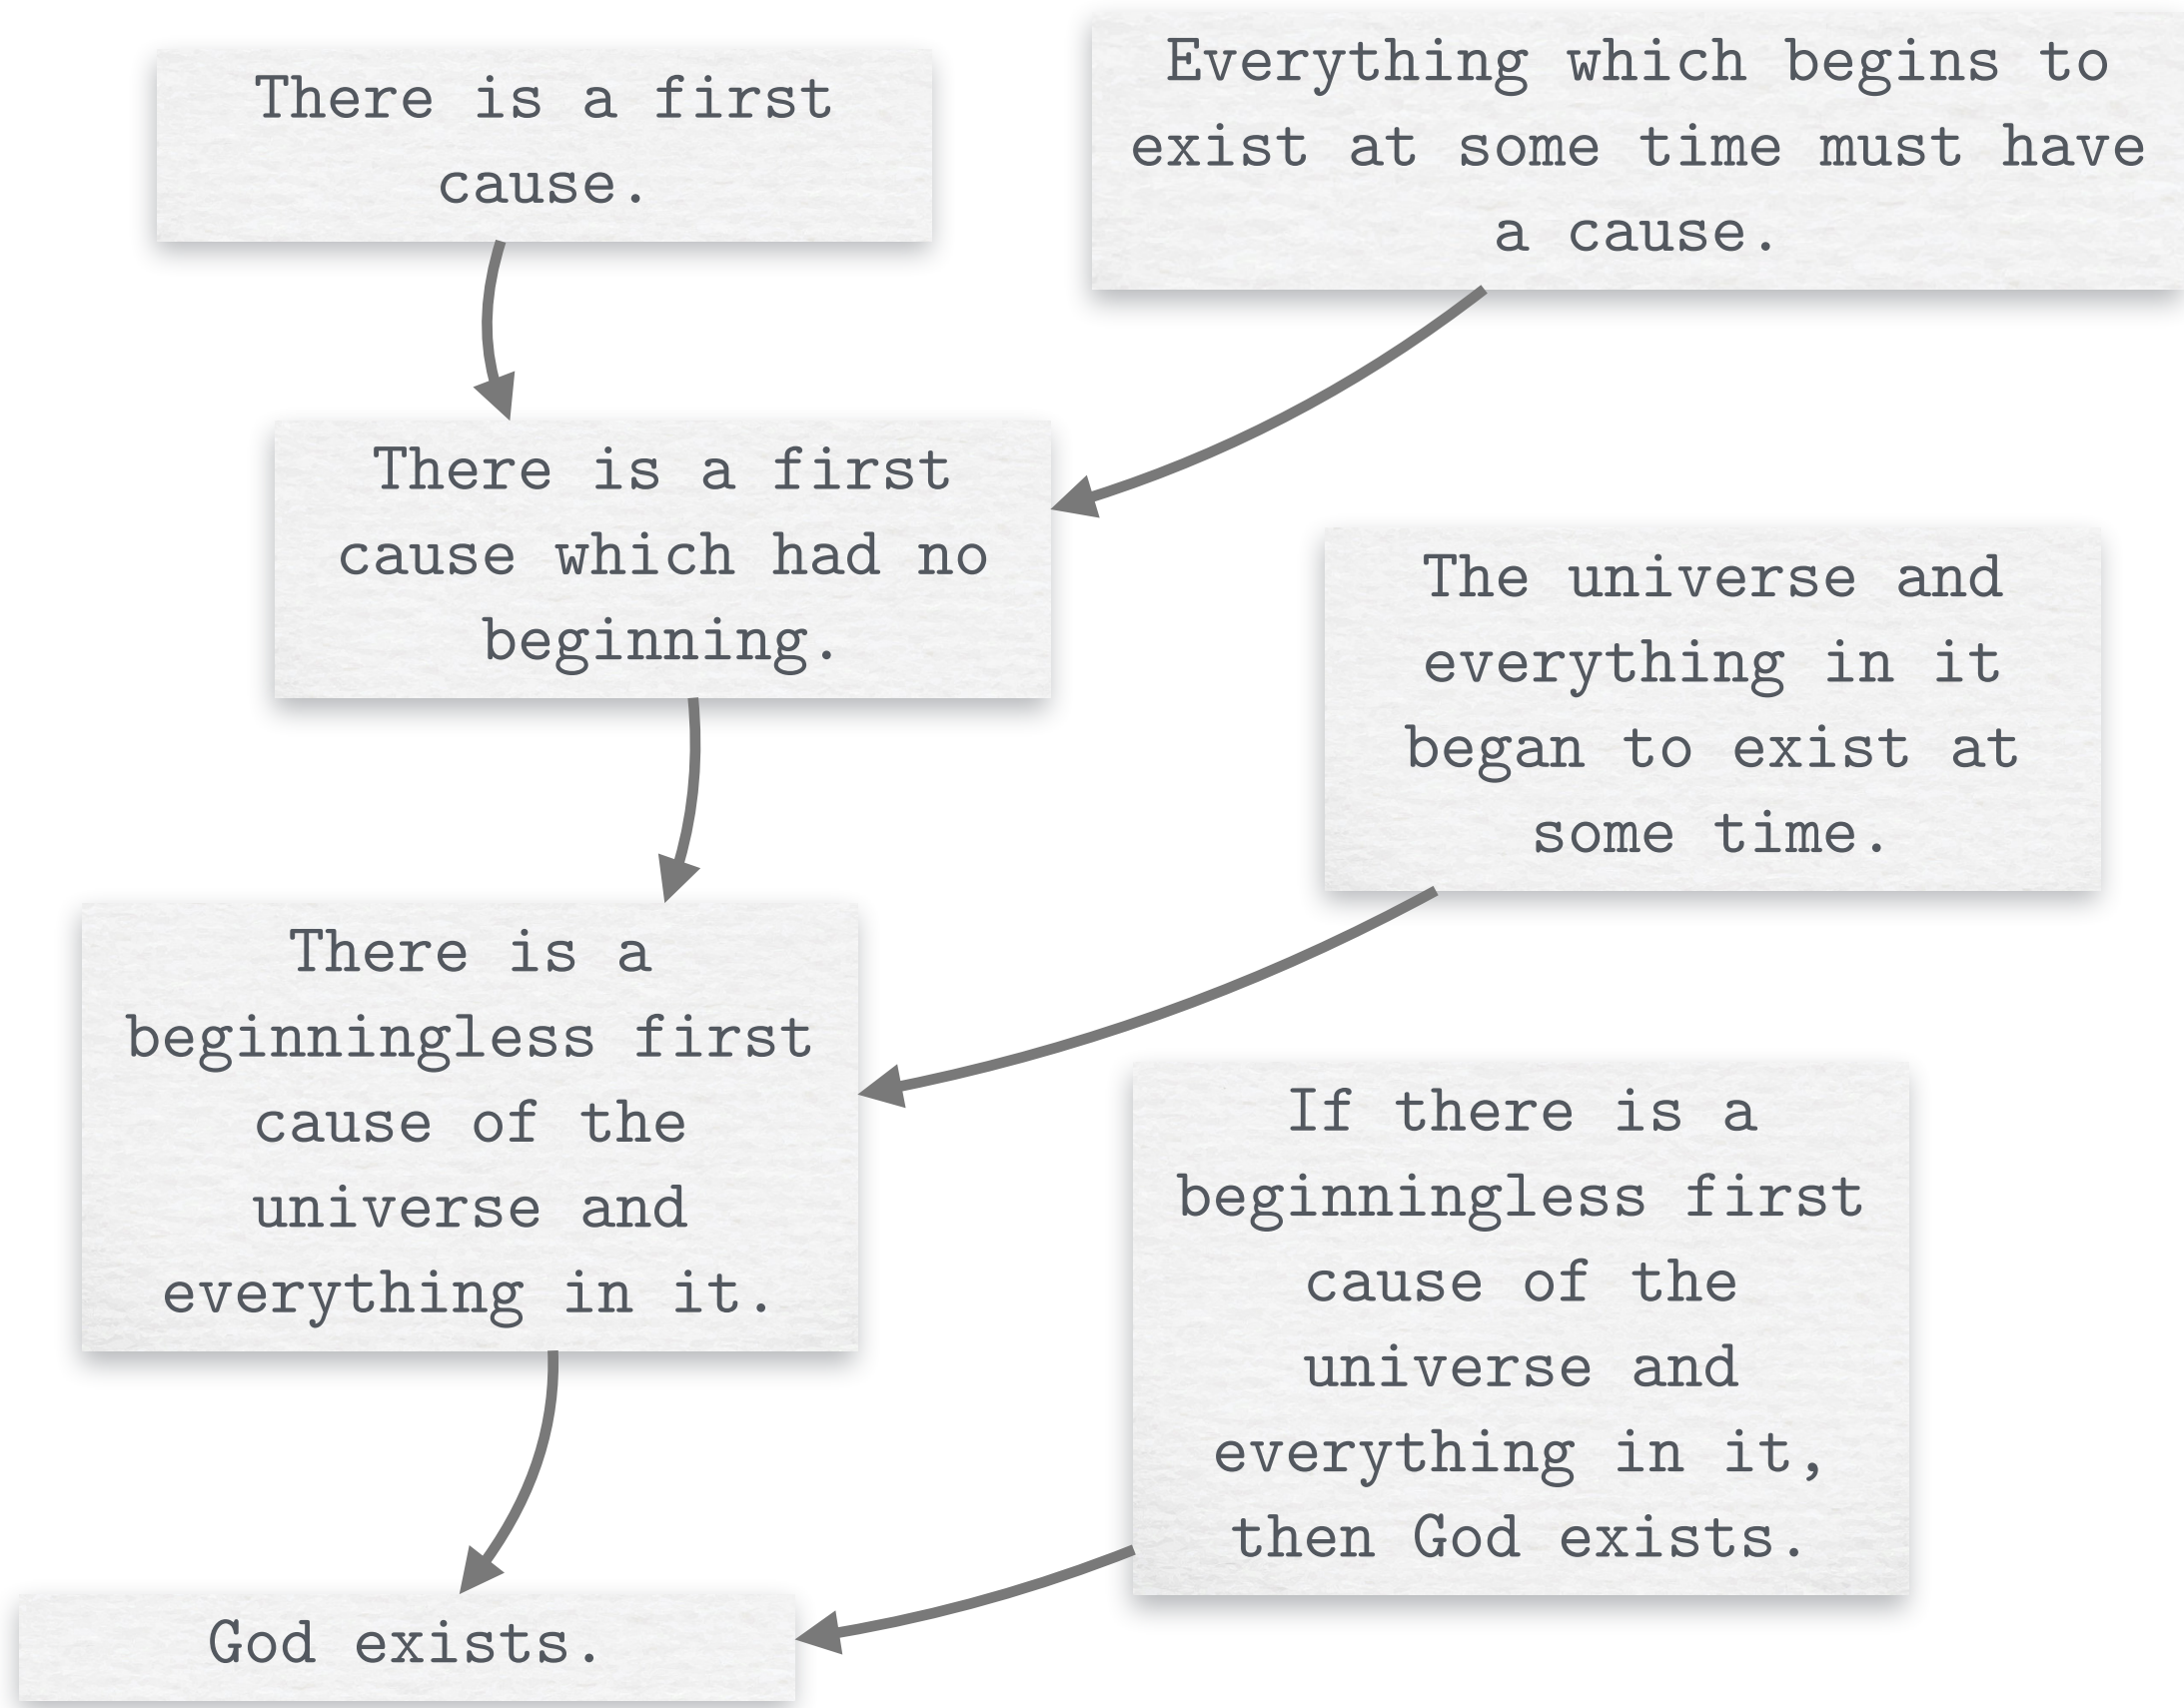 There is a first
cause.
Everything which begins to
exist at some time must have
a cause.
There is a first
cause which had no
beginning.
The universe and
everything in it
began to exist at
some time.
There is a
beginningless first
cause of the
universe and
everything in it.
If there is a
beginningless first
cause of the
universe and
everything in it,
then God exists.
God exists.